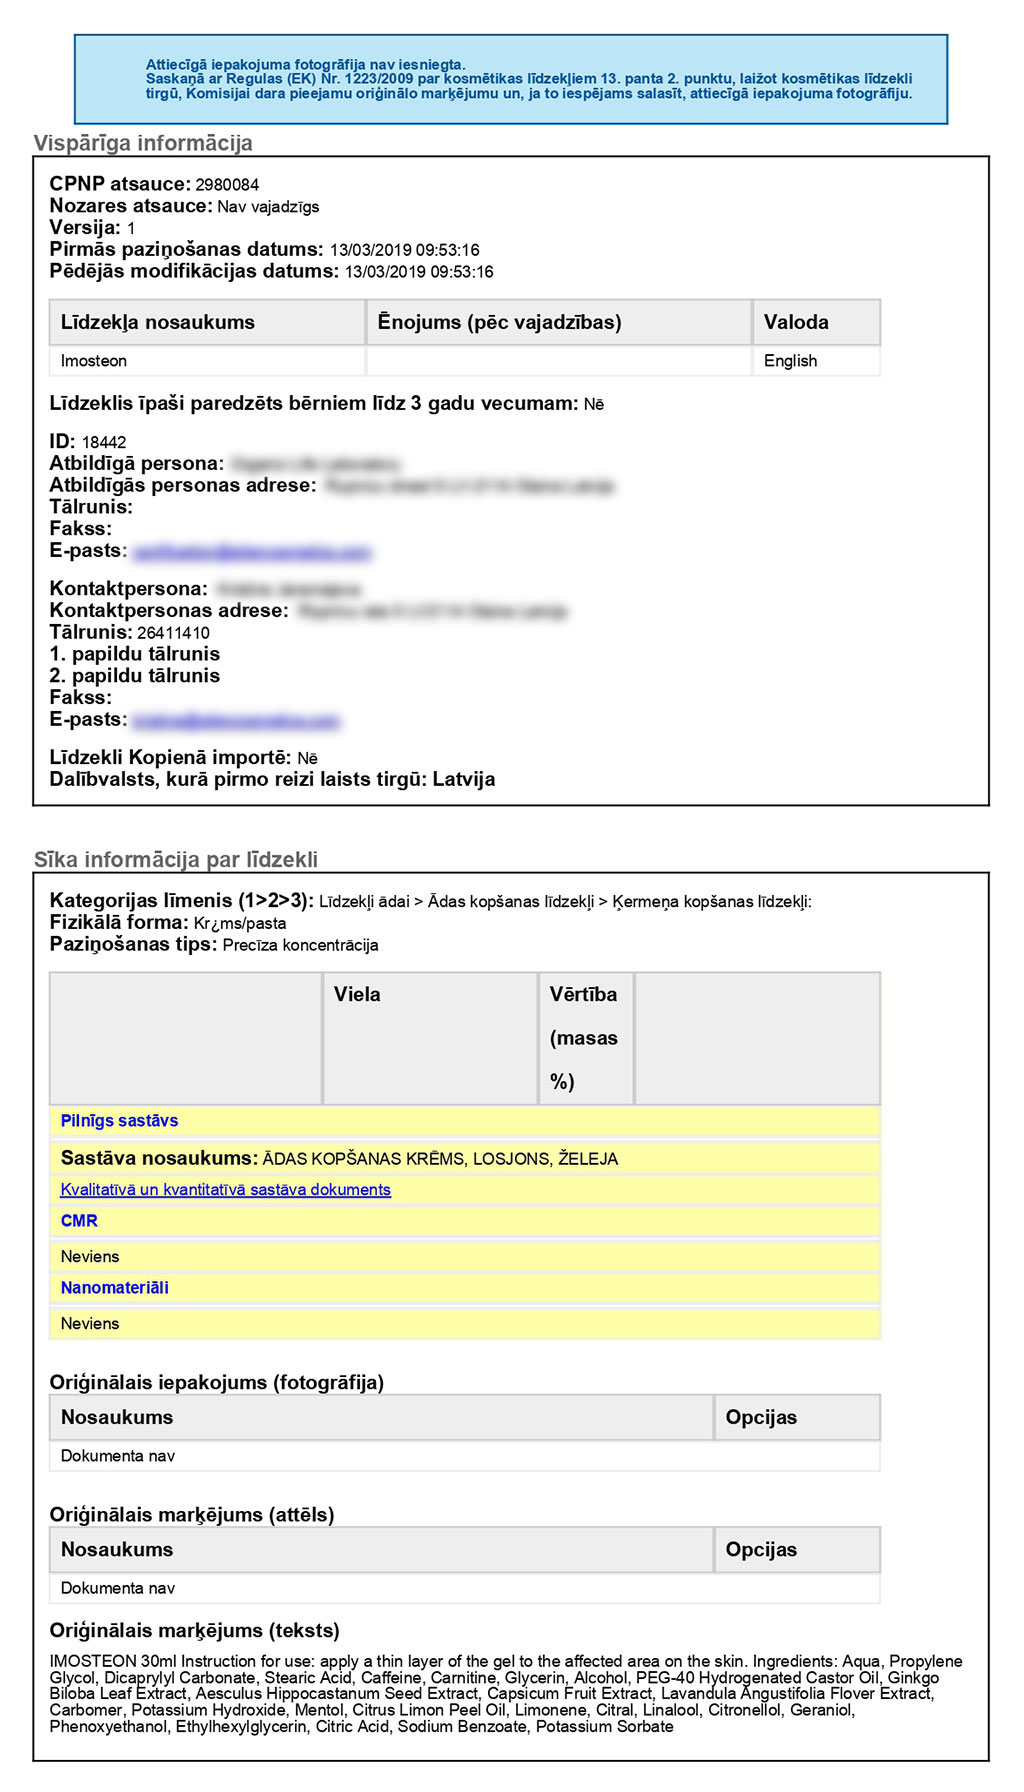 Attiecīgā iepakojuma fotogrāfija nav iesniegta.
Saskaņā ar Regulas (EK) Nr. 1223/2009 par kosmētikas līdzekļiem 13. panta 2. punktu, laižot kosmētikas līdzekli
tirgū, Komisijai dara pieejamu oriģinālo marķējumu un, ja to iespējams salasīt, attiecīgā iepakojuma fotogrāfiju.
Vispārīga informācija
CPNP atsauce: 2980084
Nozares atsauce: Nav vajadzīgs
Versija: 1
Pirmās paziņošanas datums: 13/03/2019 09:53:16
Pēdējās modifikācijas datums: 13/03/2019 09:53:16
Līdzekļa nosaukums Ēnojums (pēc vajadzības) Valoda
Imosteon English
Līdzeklis īpaši paredzēts bērniem līdz 3 gadu vecumam: Nē
ID: 18442
Atbildīgā persona:
Atbildīgās personas adrese:
Tālrunis:
Fakss:
E-pasts:
Kontaktpersona:
Kontaktpersonas adrese:
Tālrunis: 26411410
1. papildu tālrunis
2. papildu tālrunis
Fakss:
E-pasts:
Līdzekli Kopienā importē: Nē
Dalībvalsts, kurā pirmo reizi laists tirgū: Latvija
Sīka informācija par līdzekli
Kategorijas līmenis (1>2>3): Līdzekļi ādai > Ādas kopšanas līdzekļi > Ķermeņa kopšanas līdzekļi:
Fizikālā forma: Kr¿ms/pasta
Paziņošanas tips: Precīza koncentrācija
Viela Vērtība
(masas
%)
Pilnīgs sastāvs
Sastāva nosaukums: ĀDAS KOPŠANAS KRĒMS, LOSJONS, ŽELEJA
Kvalitatīvā un kvantitatīvā sastāva dokuments
CMR
Neviens
Nanomateriāli
Neviens
Oriģinālais iepakojums (fotogrāfija)
Nosaukums Opcijas
Dokumenta nav
Oriģinālais marķējums (attēls)
Nosaukums Opcijas
Dokumenta nav
Oriģinālais marķējums (teksts)
IMOSTEON 30ml Instruction for use: apply a thin layer of the gel to the affected area on the skin. Ingredients: Aqua, Propylene
Glycol, Dicaprylyl Carbonate, Stearic Acid, Caffeine, Carnitine, Glycerin, Alcohol, PEG-40 Hydrogenated Castor Oil, Ginkgo
Biloba Leaf Extract, Aesculus Hippocastanum Seed Extract, Capsicum Fruit Extract, Lavandula Angustifolia Flover Extract,
Carbomer, Potassium Hydroxide, Mentol, Citrus Limon Peel Oil, Limonene, Citral, Linalool, Citronellol, Geraniol,
Phenoxyethanol, Ethylhexylglycerin, Citric Acid, Sodium Benzoate, Potassium Sorbate